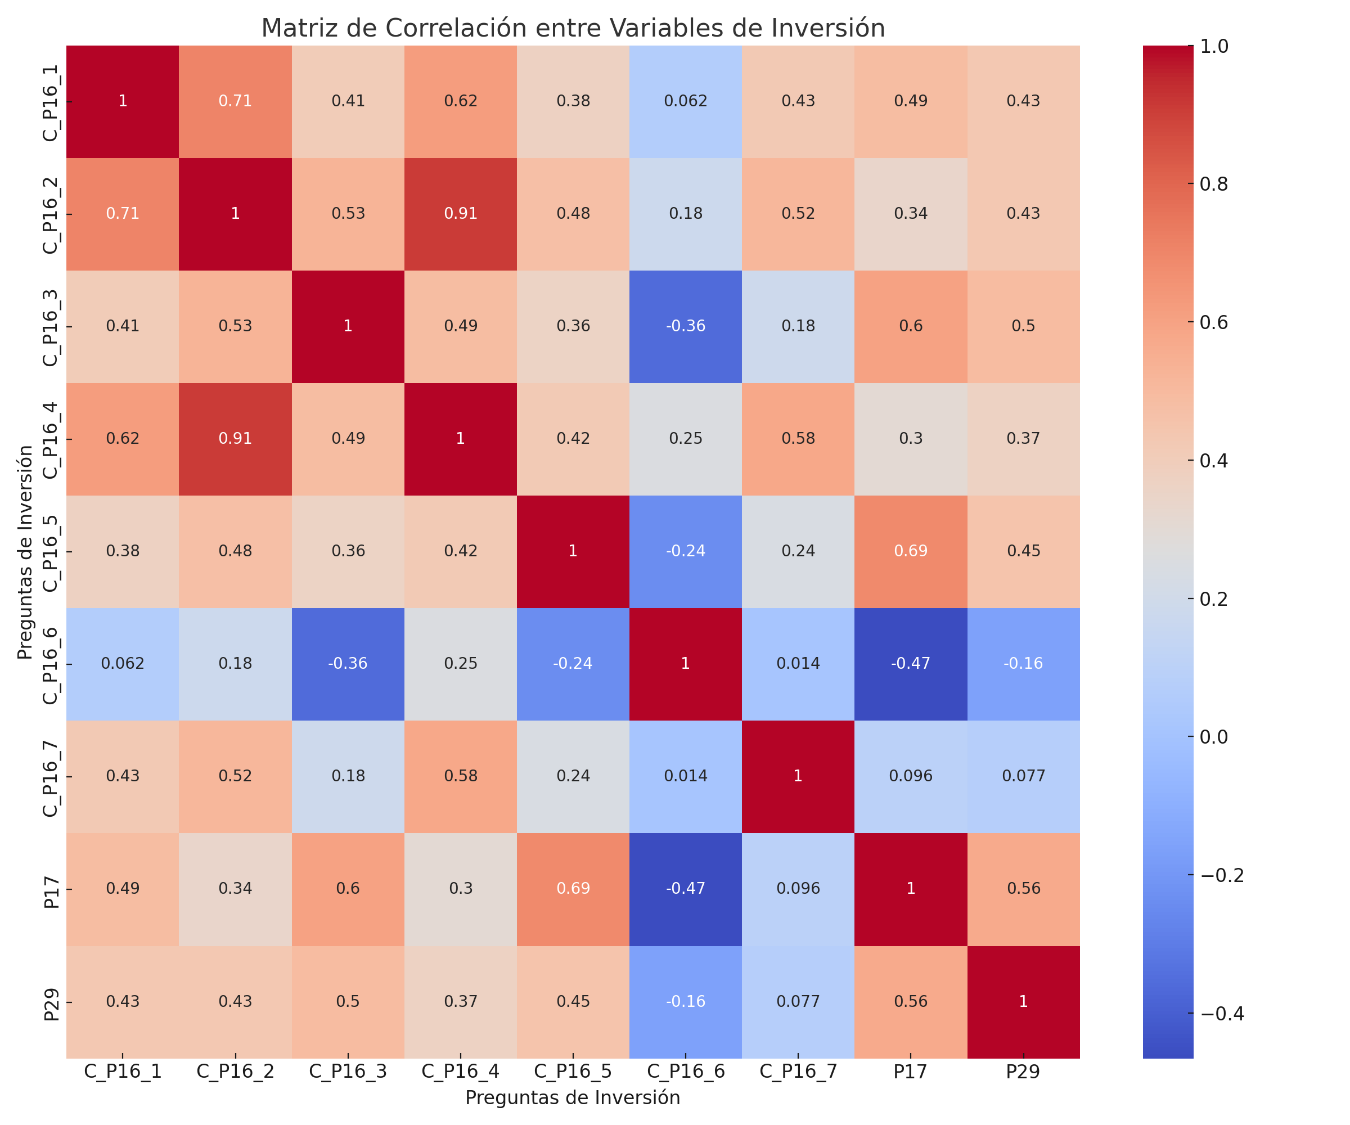 Matriz de Correlación entre Variables de Inversión
C_P16_1 1 0.71 0.41 0.62 0.38 0.062 0.43 0.49 0.43
C_P16_2 0.71 1 0.53 0.91 0.48 0.18 0.52 0.34 0.43
C_P16_3 0.41 0.53 1 0.49 0.36 -0.36 0.18 0.6 0.5
C_P16_4 0.62 0.91 0.49 1 0.42 0.25 0.58 0.3 0.37
C_P16_5 0.38 0.48 0.36 0.42 1 -0.24 0.24 0.69 0.45
C_P16_6 0.062 0.18 -0.36 0.25 -0.24 1 0.014 -0.47 -0.16
C_P16_7 0.43 0.52 0.18 0.58 0.24 0.014 1 0.096 0.077
P17 0.49 0.34 0.6 0.3 0.69 -0.47 0.096 1 0.56
P29 0.43 0.43 0.5 0.37 0.45 -0.16 0.077 0.56 1
C_P16_1 C_P16_2 C_P16_3 C_P16_4 C_P16_5 C_P16_6 C_P16_7 P17 P29
Preguntas de Inversión
Preguntas de Inversión
1.0
0.8
0.6
0.4
0.2
0.0
−0.2
−0.4